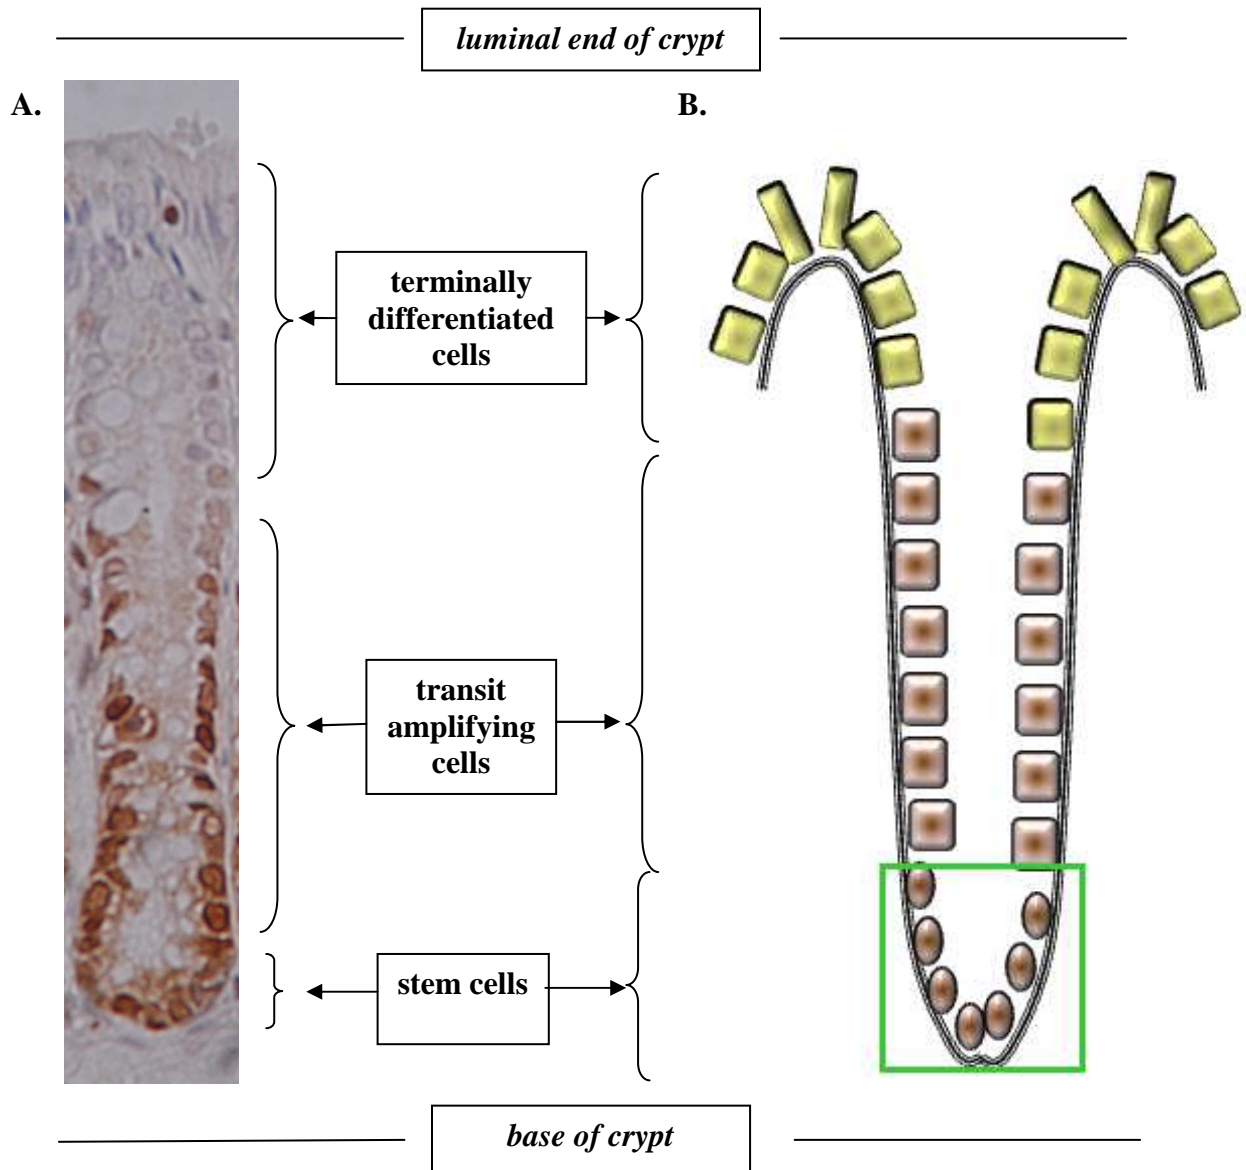 luminal end of crypt
A.
B.
terminally
differentiated
cells
transit
amplifying
cells
stem cells
base of crypt